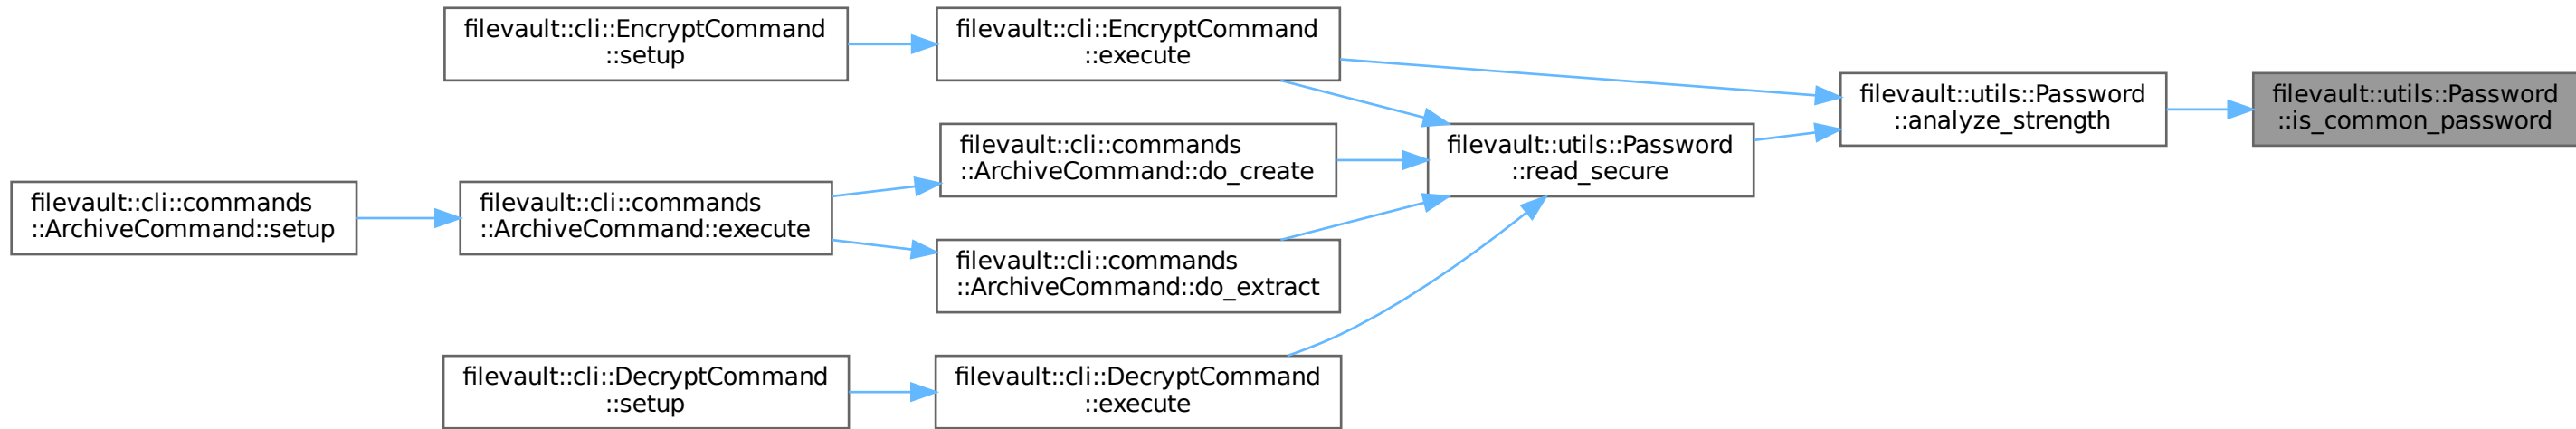 filevault::cli::EncryptCommand
::setup
filevault::cli::EncryptCommand
::execute
filevault::utils::Password
::analyze_strength
filevault::utils::Password
::is_common_password
filevault::cli::commands
::ArchiveCommand::do_create
filevault::utils::Password
::read_secure
filevault::cli::commands
::ArchiveCommand::setup
filevault::cli::commands
::ArchiveCommand::execute
filevault::cli::commands
::ArchiveCommand::do_extract
filevault::cli::DecryptCommand
::setup
filevault::cli::DecryptCommand
::execute